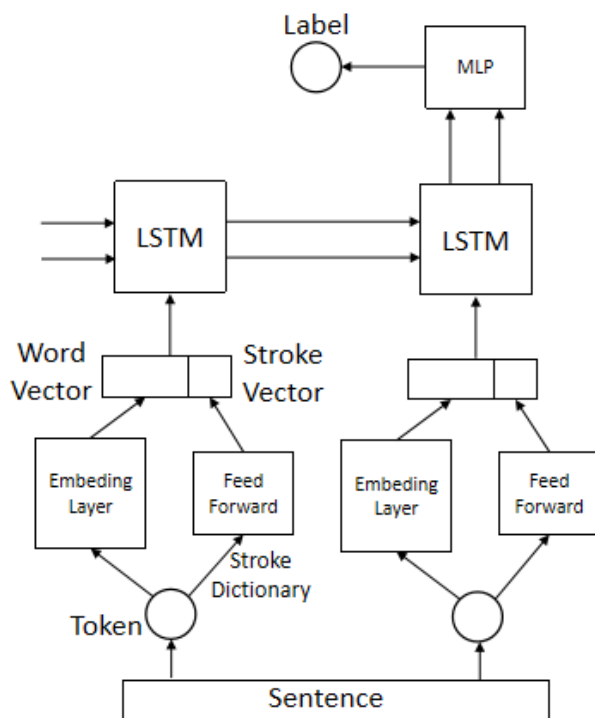 Label
MLP
LSTM
LSTM
Word
Vector
Stroke
Vector
Embeding
Layer
Feed
Forward
Embeding
Layer
Feed
Forward
Stroke
Dictionary
Token
Sentence